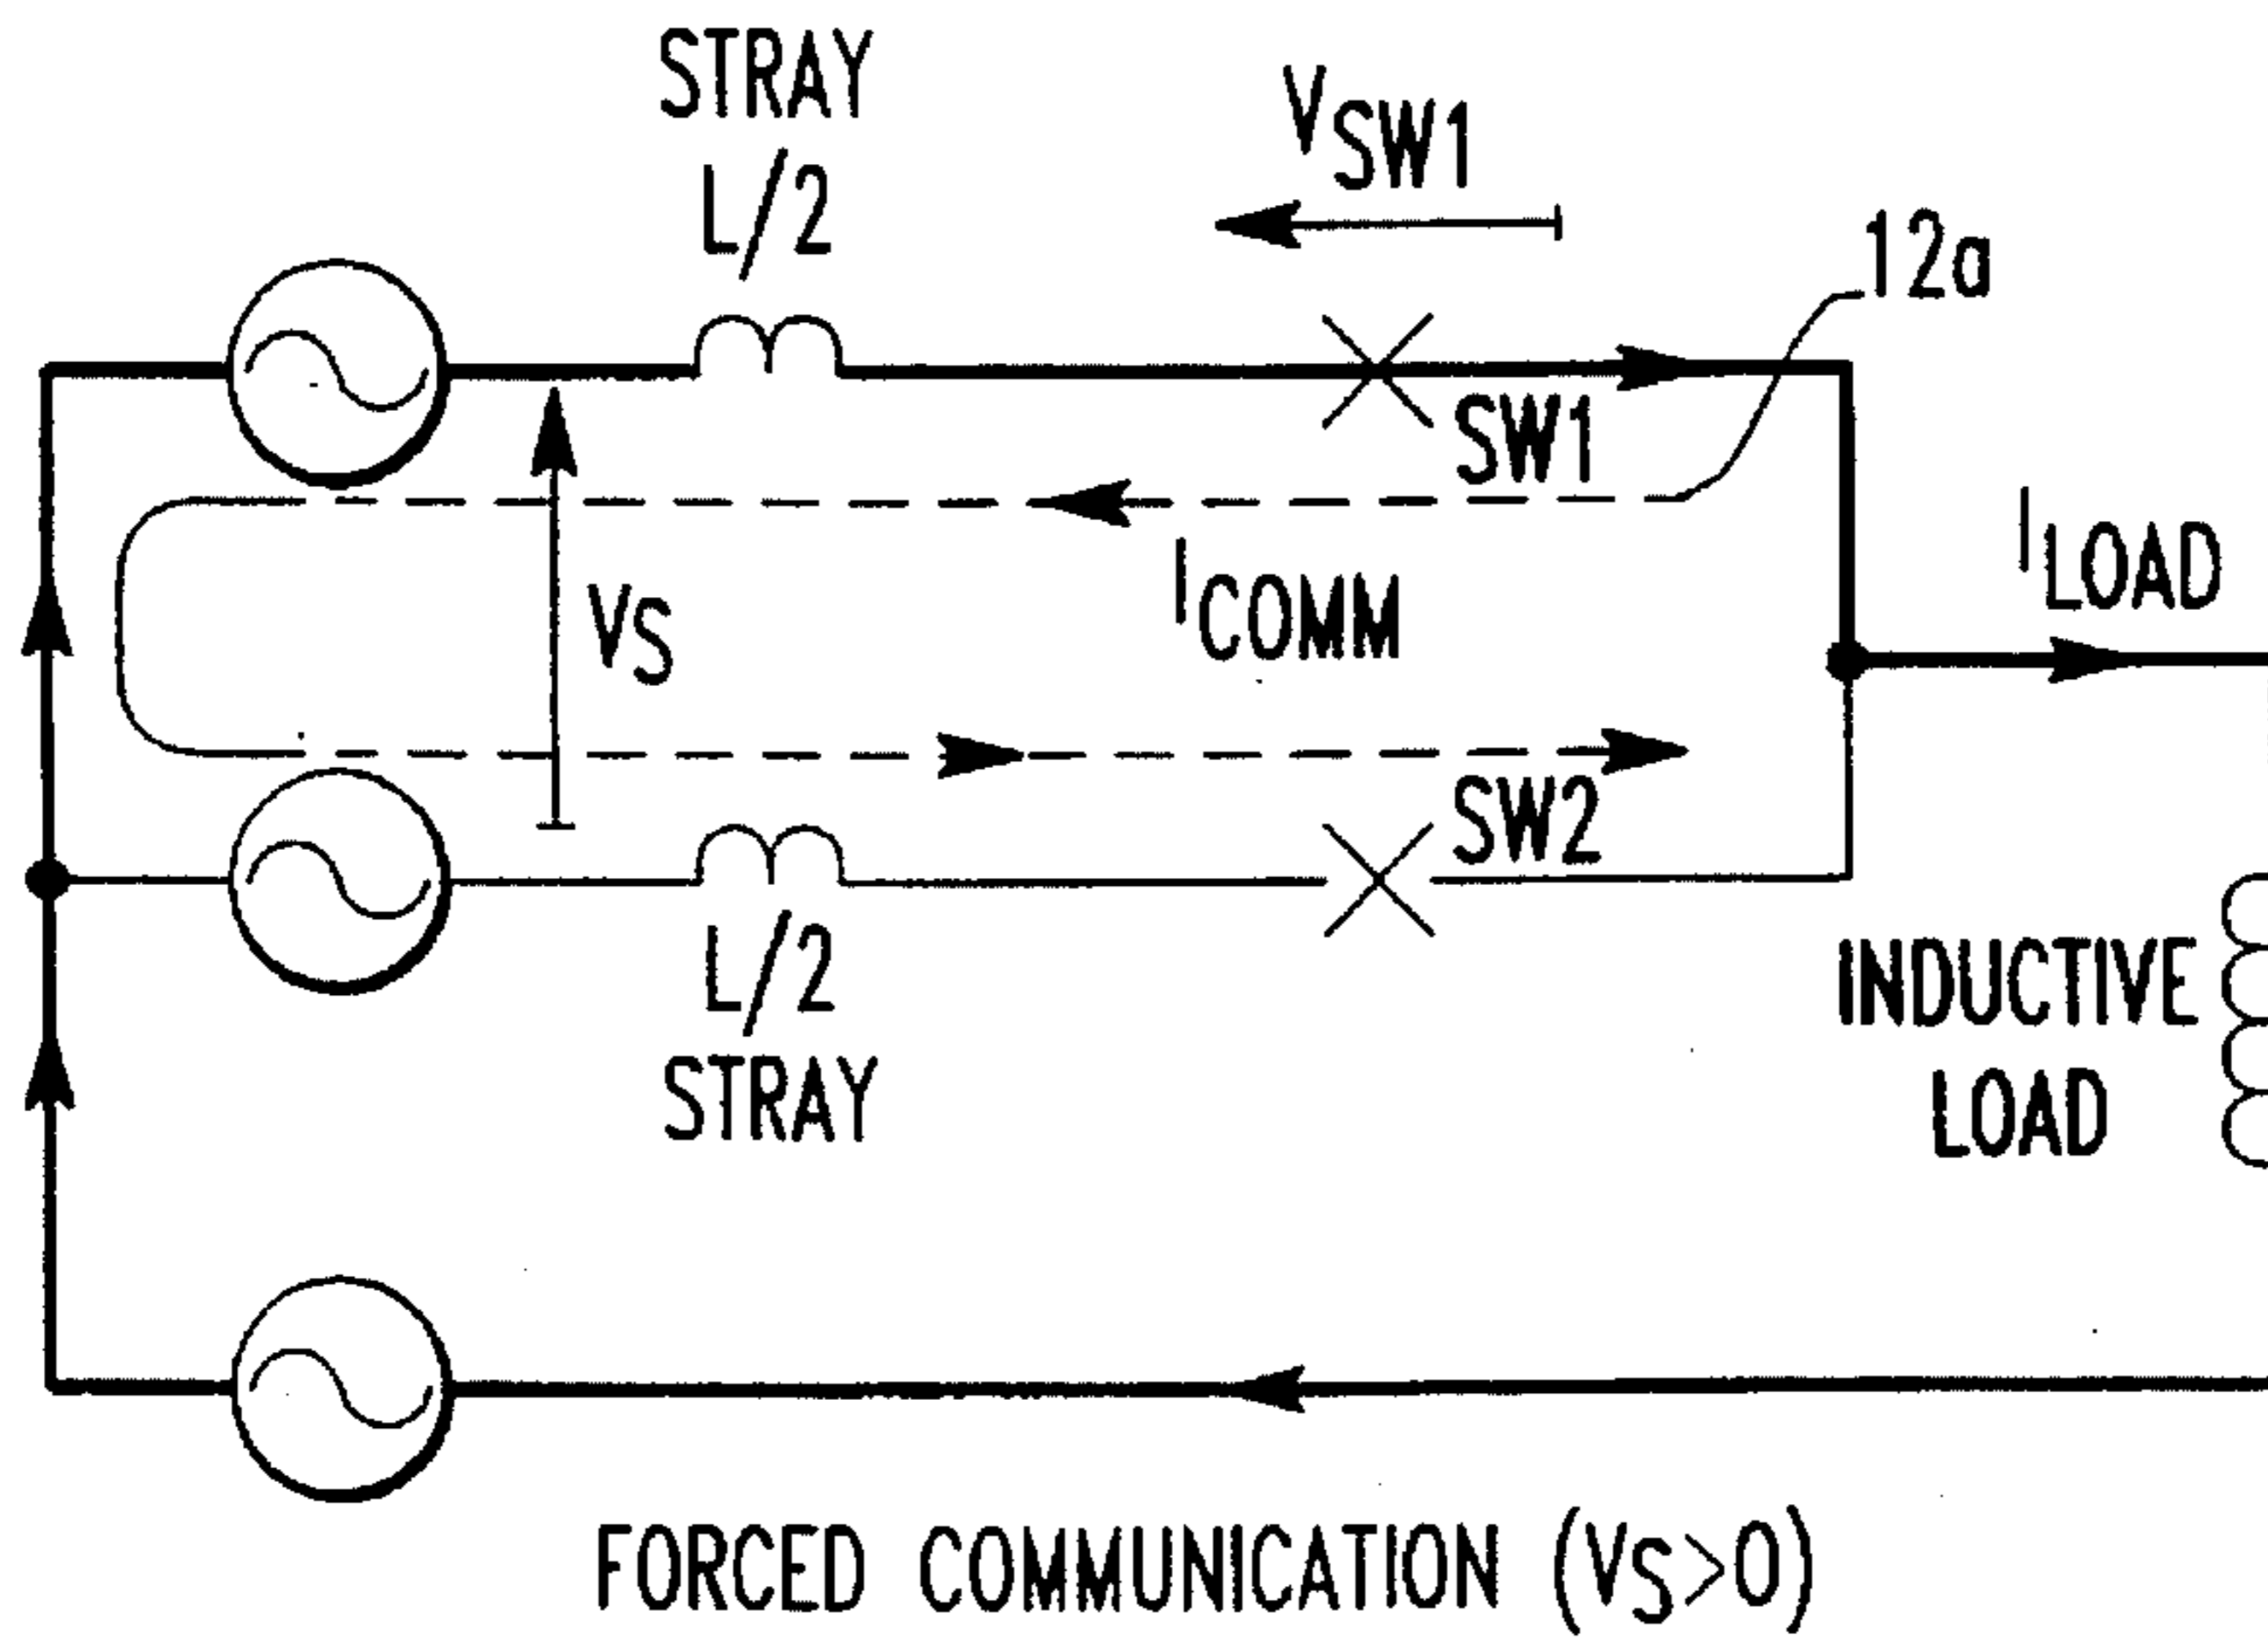 STRAY
L/2
VSW1
12a
SW1
ICOMM
VS
ILOAD
SW2
L/2
STRAY
INDUCTIVE
LOAD
FORCED COMMUNICATION (VS>0)